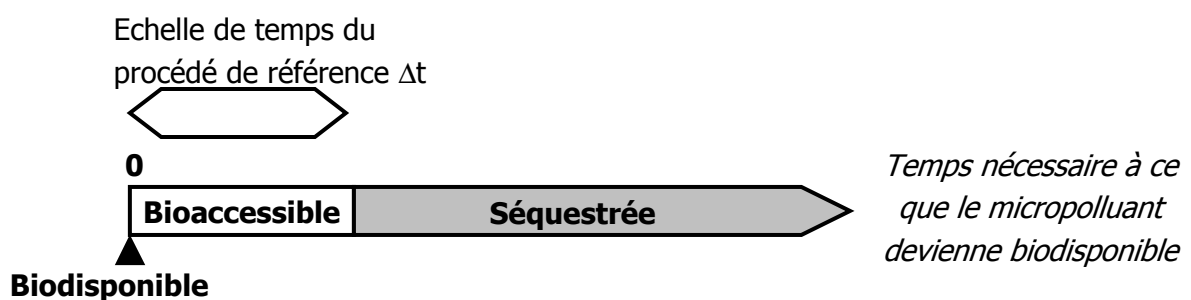 Echelle de temps du
procédé de référence Δt
0
Bioaccessible
Séquestrée
Biodisponible
Temps nécessaire à ce
que le micropolluant
devienne biodisponible